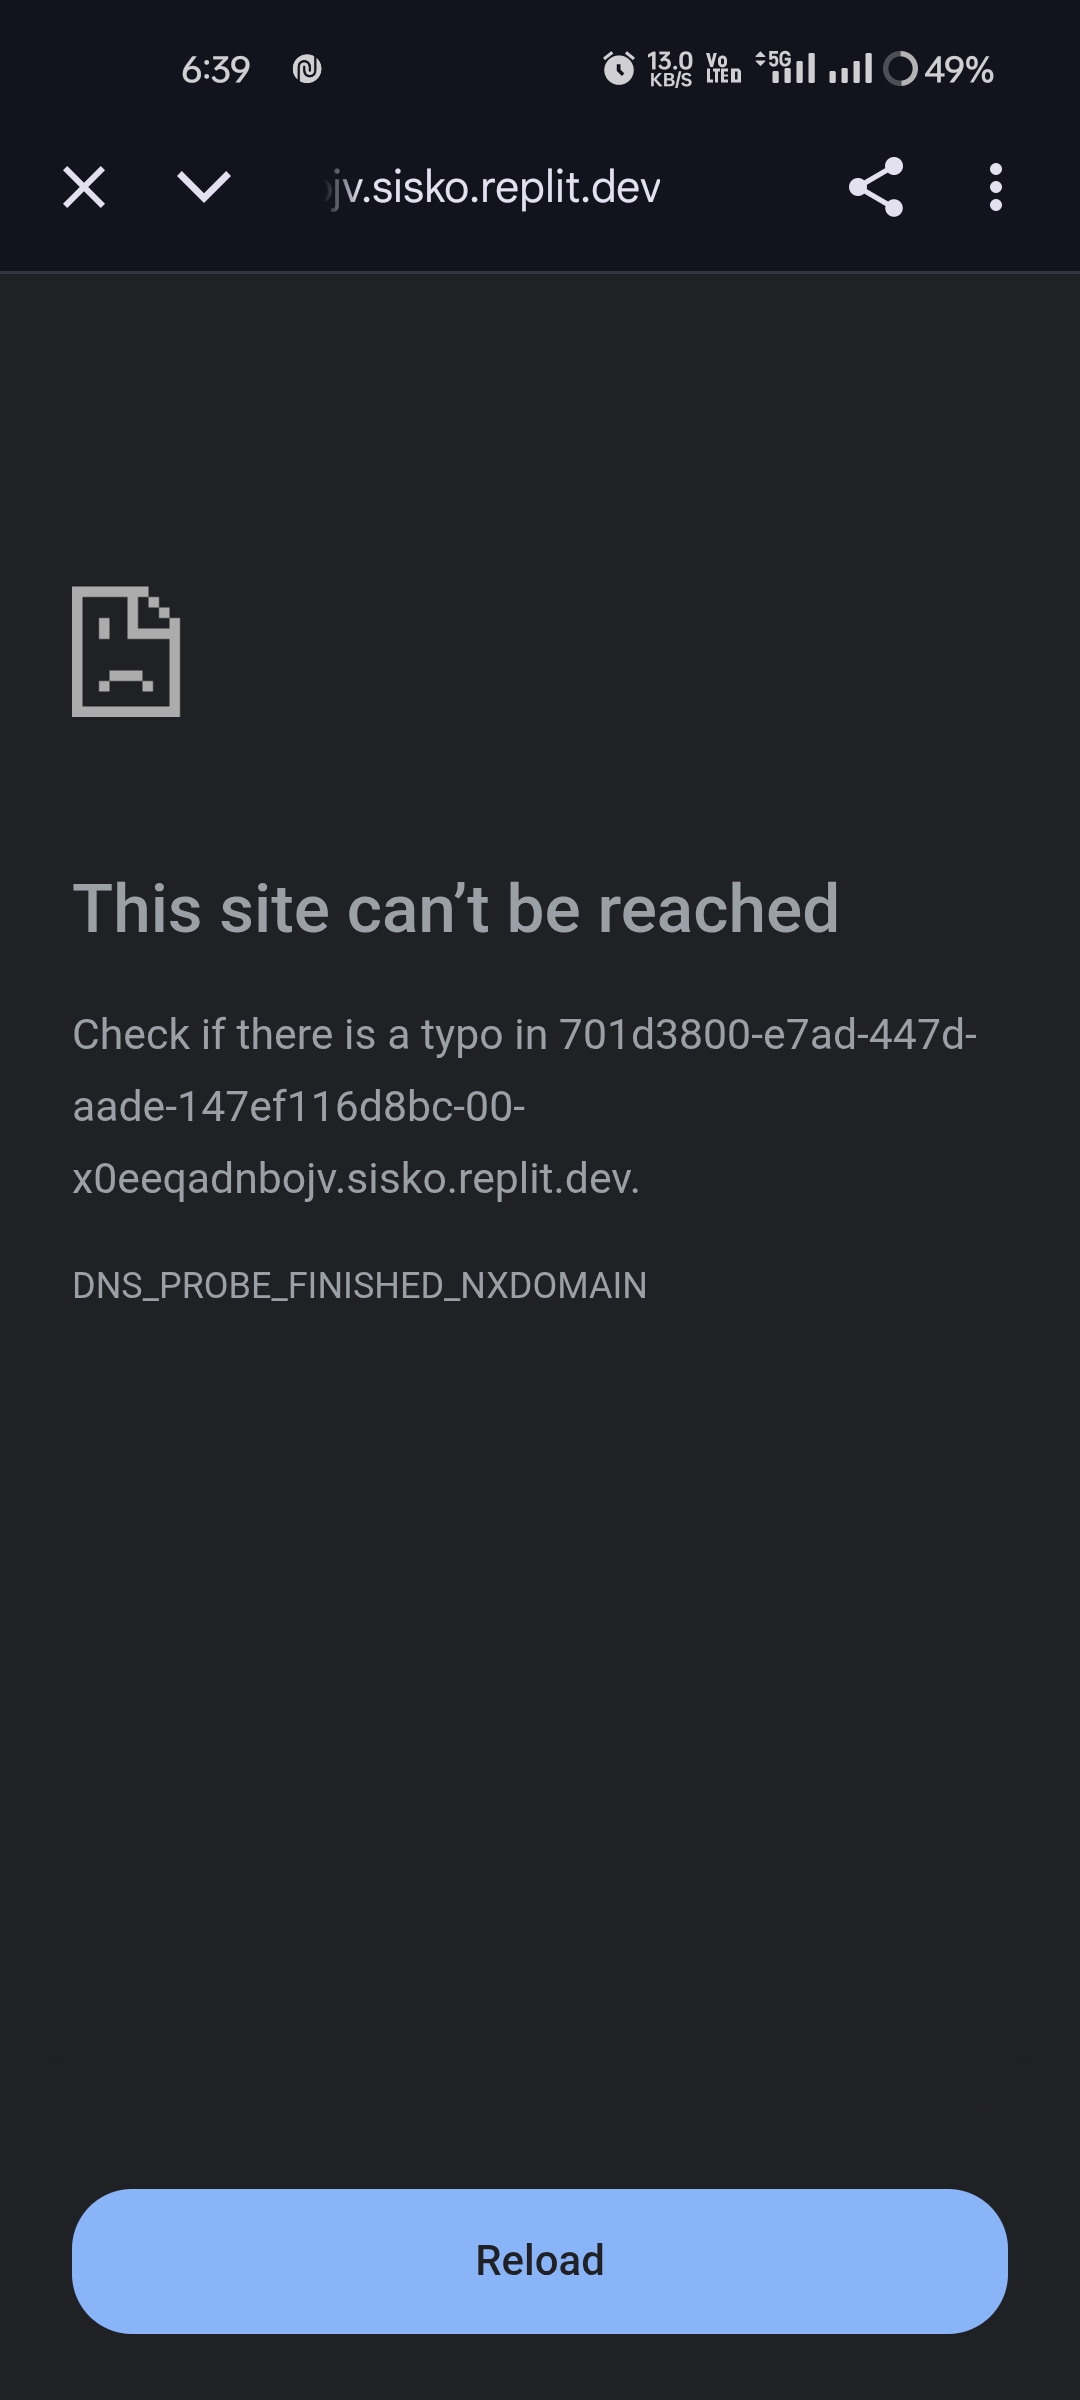 6:39 13.0 KB/S Vo LTE D 5G 49%
jv.sisko.replit.dev
This site can’t be reached
Check if there is a typo in 701d3800-e7ad-447d-
aade-147ef116d8bc-00-
x0eeqadnbojv.sisko.replit.dev.
DNS_PROBE_FINISHED_NXDOMAIN
Reload